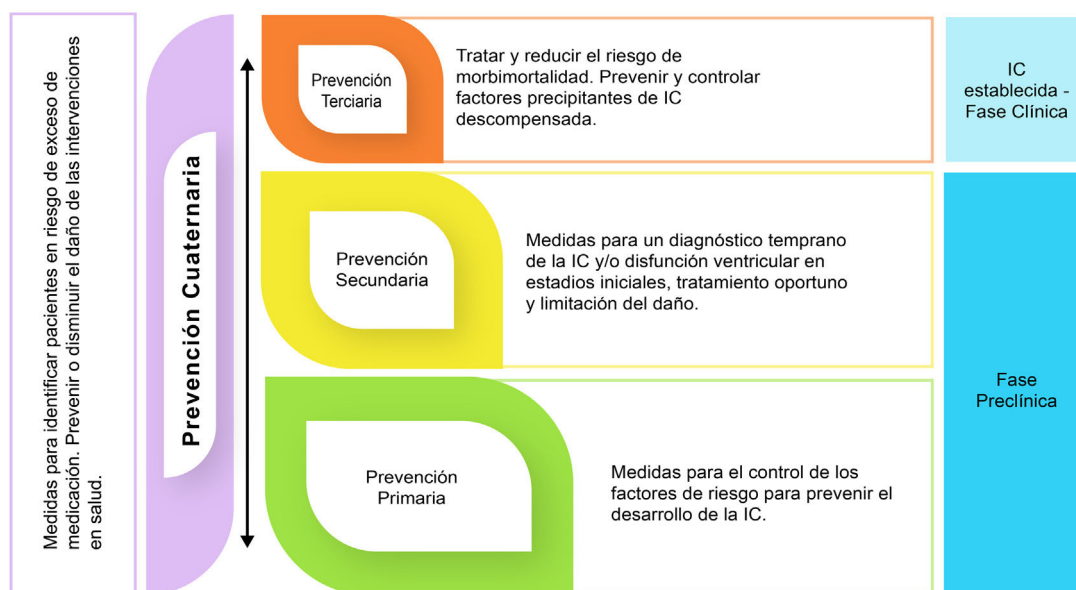 Medidas para identificar pacientes en riesgo de exceso de
medicación. Prevenir o disminuir el daño de las intervenciones
en salud.
Prevención Cuaternaria
Prevención
Terciaria
Tratar y reducir el riesgo de
morbimortalidad. Prevenir y controlar
factores precipitantes de IC
descompensada.
IC
establecida -
Fase Clínica
Prevención
Secundaria
Medidas para un diagnóstico temprano
de la IC y/o disfunción ventricular en
estadios iniciales, tratamiento oportuno
y limitación del daño.
Fase
Preclínica
Prevención
Primaria
Medidas para el control de los
factores de riesgo para prevenir el
desarrollo de la IC.